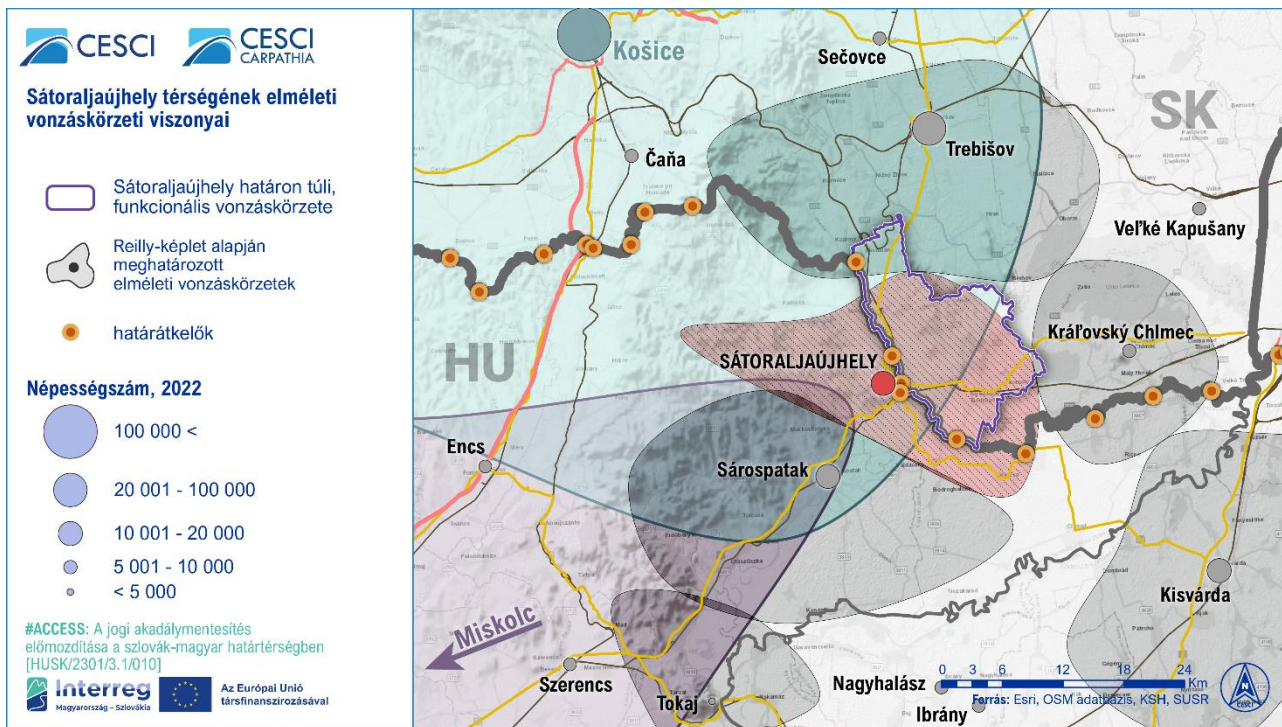 CESCI
CESCI
CARPATHIA
Sátoraljaújhely térségének elméleti
vonzáskörzeti viszonyai
Sátoraljaújhely határon túli,
funkcionális vonzáskörzete
Reilly-képlet alapján
meghatározott
elméleti vonzáskörzetek
határátkelők
Népességszám, 2022
100 000 <
20 001 - 100 000
10 001 - 20 000
5 001 - 10 000
< 5 000
#ACCESS: A jogi akadálymentesítés
előmozdítása a szlovák-magyar határtérségben
[HUSK/2301/3.1/010]
Interreg
Magyarország – Szlovákia
Az Európai Unió
társfinanszírozásával
Košice
Sečovce
SK
Trebišov
Čaňa
Veľké Kapušany
Kráľovský Chlmec
HU
SÁTORALJAÚJHELY
Encs
Sárospatak
Kisvárda
Miskolc
Szerencs
Tokaj
Nagyhalász
Ibrány
0 3 6 12 18 24
Km
Forrás: Esri, OSM adatbázis, KSH, SUSR
N
CESCI